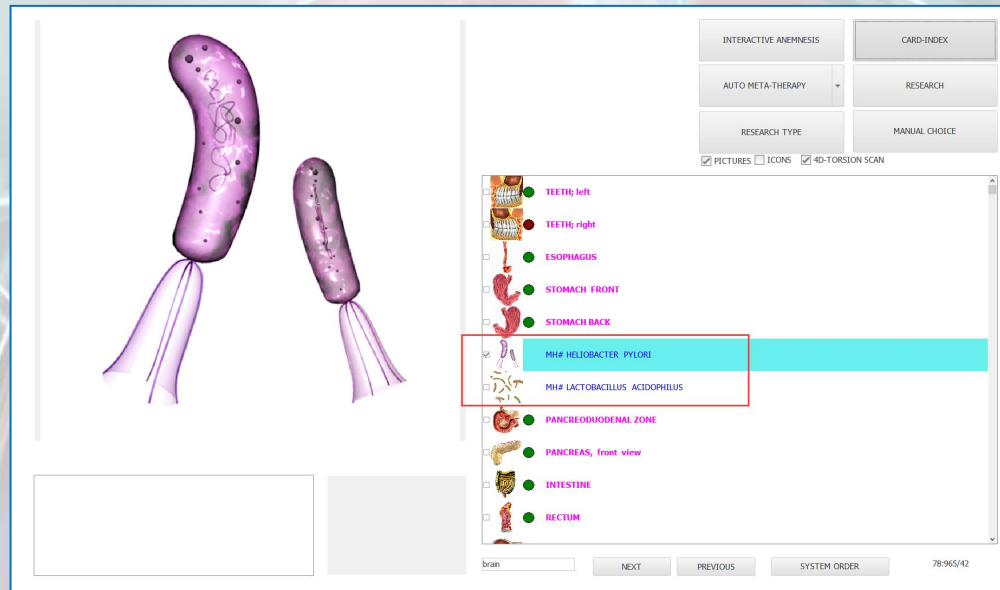 INTERACTIVE ANEMNESIS
CARD-INDEX
AUTO META-THERAPY
RESEARCH
RESEARCH TYPE
MANUAL CHOICE
PICTURES ICONS 4D-TORSION SCAN
TEETH; left
TEETH; right
ESOPHAGUS
STOMACH FRONT
STOMACH BACK
MH# HELIOBACTER PYLORI
MH# LACTOBACILLUS ACIDOPHILUS
PANCREODUODENAL ZONE
PANCREAS, front view
INTESTINE
RECTUM
brain
NEXT
PREVIOUS
SYSTEM ORDER
78:965/42